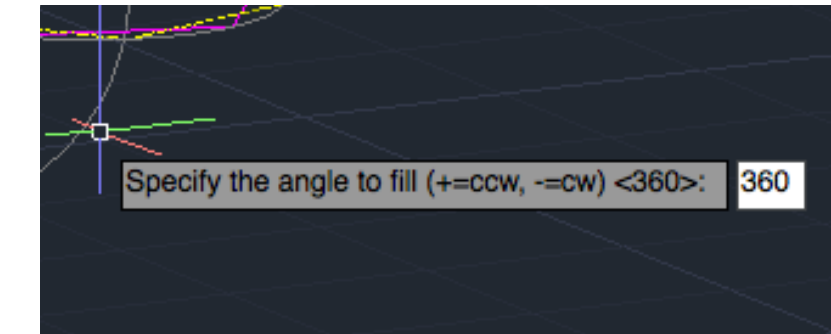 Specify the angle to fill (+=ccw, -=cw) <360>: 360